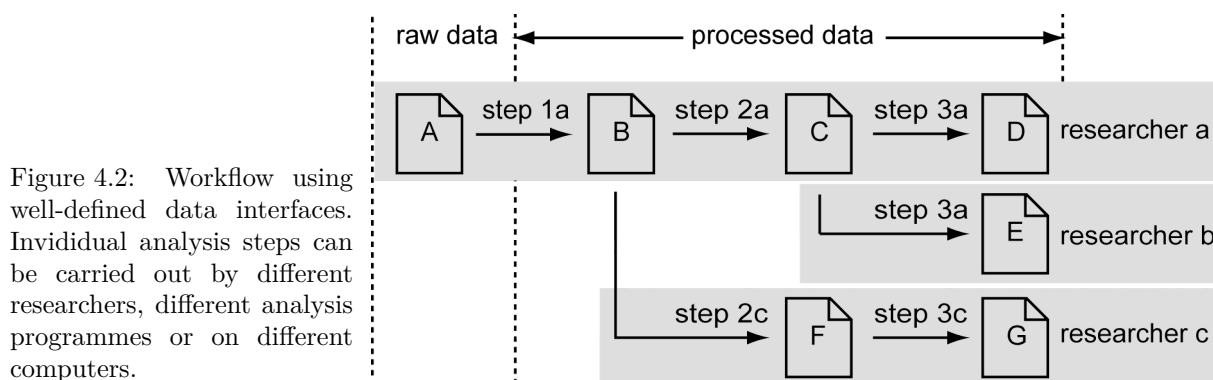 raw data processed data
step 1a step 2a step 3a
A B C D researcher a
Figure 4.2: Workflow using
well-defined data interfaces.
Invididual analysis steps can
be carried out by different
researchers, different analysis
programmes or on different
computers.
step 3a
E researcher b
step 2c step 3c
F G researcher c